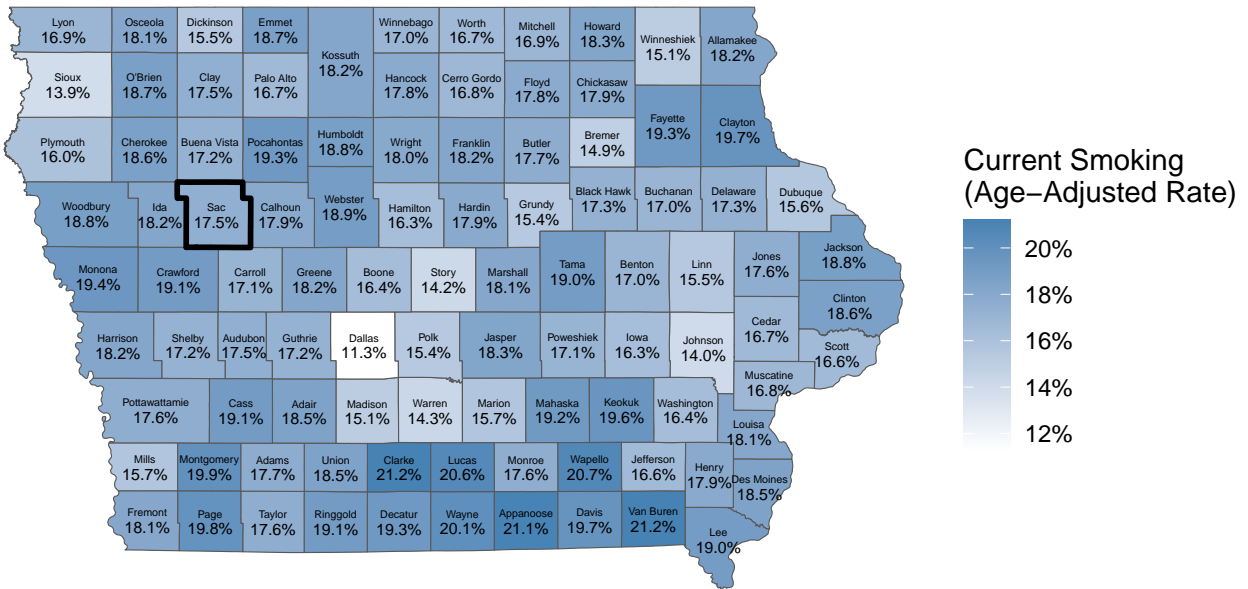 Lyon
16.9%
Osceola
18.1%
Dickinson
15.5%
Emmet
18.7%
Kossuth
18.2%
Winnebago
17.0%
Worth
16.7%
Mitchell
16.9%
Howard
18.3%
Winneshiek
15.1%
Allamakee
18.2%
Sioux
13.9%
O'Brien
18.7%
Clay
17.5%
Palo Alto
16.7%
Hancock
17.8%
Cerro Gordo
16.8%
Floyd
17.8%
Chickasaw
17.9%
Fayette
19.3%
Clayton
19.7%
Plymouth
16.0%
Cherokee
18.6%
Buena Vista
17.2%
Pocahontas
19.3%
Humboldt
18.8%
Wright
18.0%
Franklin
18.2%
Butler
17.7%
Bremer
14.9%
Woodbury
18.8%
Ida
18.2%
Sac
17.5%
Calhoun
17.9%
Webster
18.9%
Hamilton
16.3%
Hardin
17.9%
Grundy
15.4%
Black Hawk
17.3%
Buchanan
17.0%
Delaware
17.3%
Dubuque
15.6%
Monona
19.4%
Crawford
19.1%
Carroll
17.1%
Greene
18.2%
Boone
16.4%
Story
14.2%
Marshall
18.1%
Tama
19.0%
Benton
17.0%
Linn
15.5%
Jones
17.6%
Jackson
18.8%
Clinton
18.6%
Harrison
18.2%
Shelby
17.2%
Audubon
17.5%
Guthrie
17.2%
Dallas
11.3%
Polk
15.4%
Jasper
18.3%
Poweshiek
17.1%
Iowa
16.3%
Johnson
14.0%
Cedar
16.7%
Scott
16.6%
Muscatine
16.8%
Pottawattamie
17.6%
Cass
19.1%
Adair
18.5%
Madison
15.1%
Warren
14.3%
Marion
15.7%
Mahaska
19.2%
Keokuk
19.6%
Washington
16.4%
Louisa
18.1%
Mills
15.7%
Montgomery
19.9%
Adams
17.7%
Union
18.5%
Clarke
21.2%
Lucas
20.6%
Monroe
17.6%
Wapello
20.7%
Jefferson
16.6%
Henry
17.9%
Des Moines
18.5%
Fremont
18.1%
Page
19.8%
Taylor
17.6%
Ringgold
19.1%
Decatur
19.3%
Wayne
20.1%
Appanoose
21.1%
Davis
19.7%
Van Buren
21.2%
Lee
19.0%
Current Smoking
(Age−Adjusted Rate)
20%
18%
16%
14%
12%